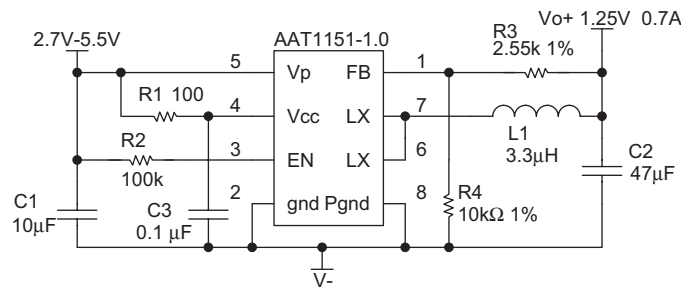 Vo+ 1.25V 0.7A
2.7V-5.5V
AAT1151-1.0
R3
2.55k 1%
5
Vp
FB
1
R1 100
4
Vcc
LX
7
R2
100k
3
EN
LX
6
L1
3.3µH
C2
47µF
C1
10µF
C3
0.1 µF
2
gnd Pgnd
8
R4
10kΩ 1%
V-